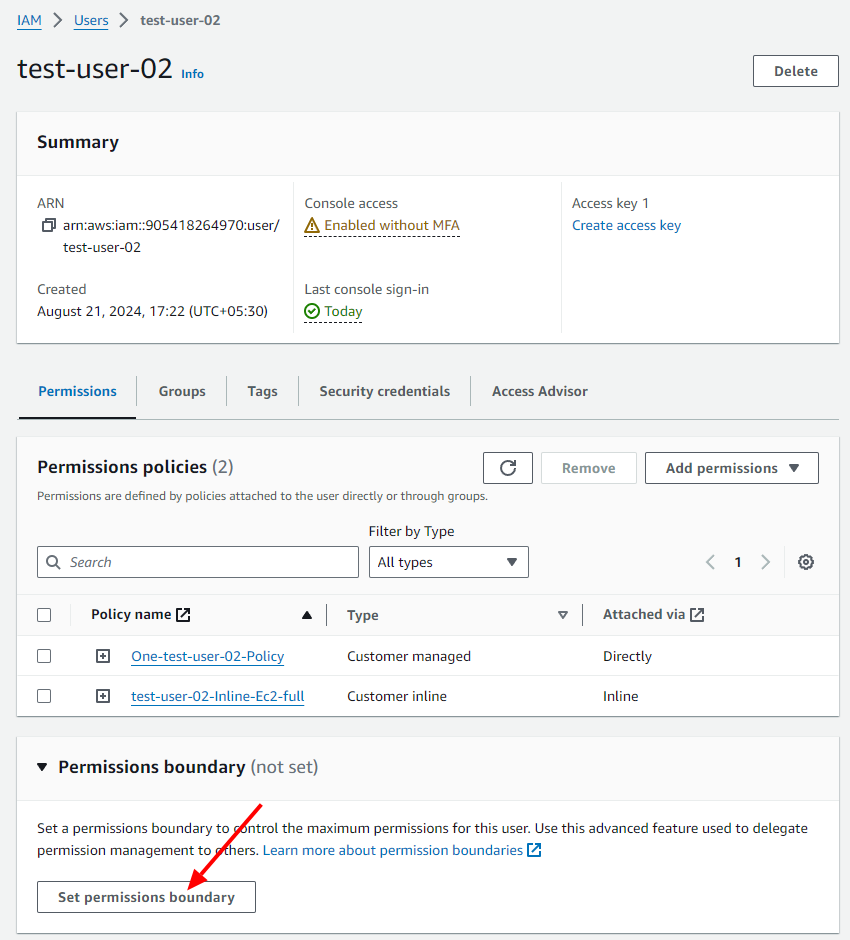 IAM > Users > test-user-02
test-user-02 Info
Delete
Summary
ARN
arn:aws:iam::905418264970:user/
test-user-02
Console access
Enabled without MFA
Access key 1
Create access key
Created
August 21, 2024, 17:22 (UTC+05:30)
Last console sign-in
Today
Permissions Groups Tags Security credentials Access Advisor
Permissions policies (2)
Remove Add permissions
Permissions are defined by policies attached to the user directly or through groups.
Filter by Type
Search All types 1
Policy name Type Attached via
One-test-user-02-Policy Customer managed Directly
test-user-02-Inline-Ec2-full Customer inline Inline
Permissions boundary (not set)
Set a permissions boundary to control the maximum permissions for this user. Use this advanced feature used to delegate
permission management to others. Learn more about permission boundaries
Set permissions boundary